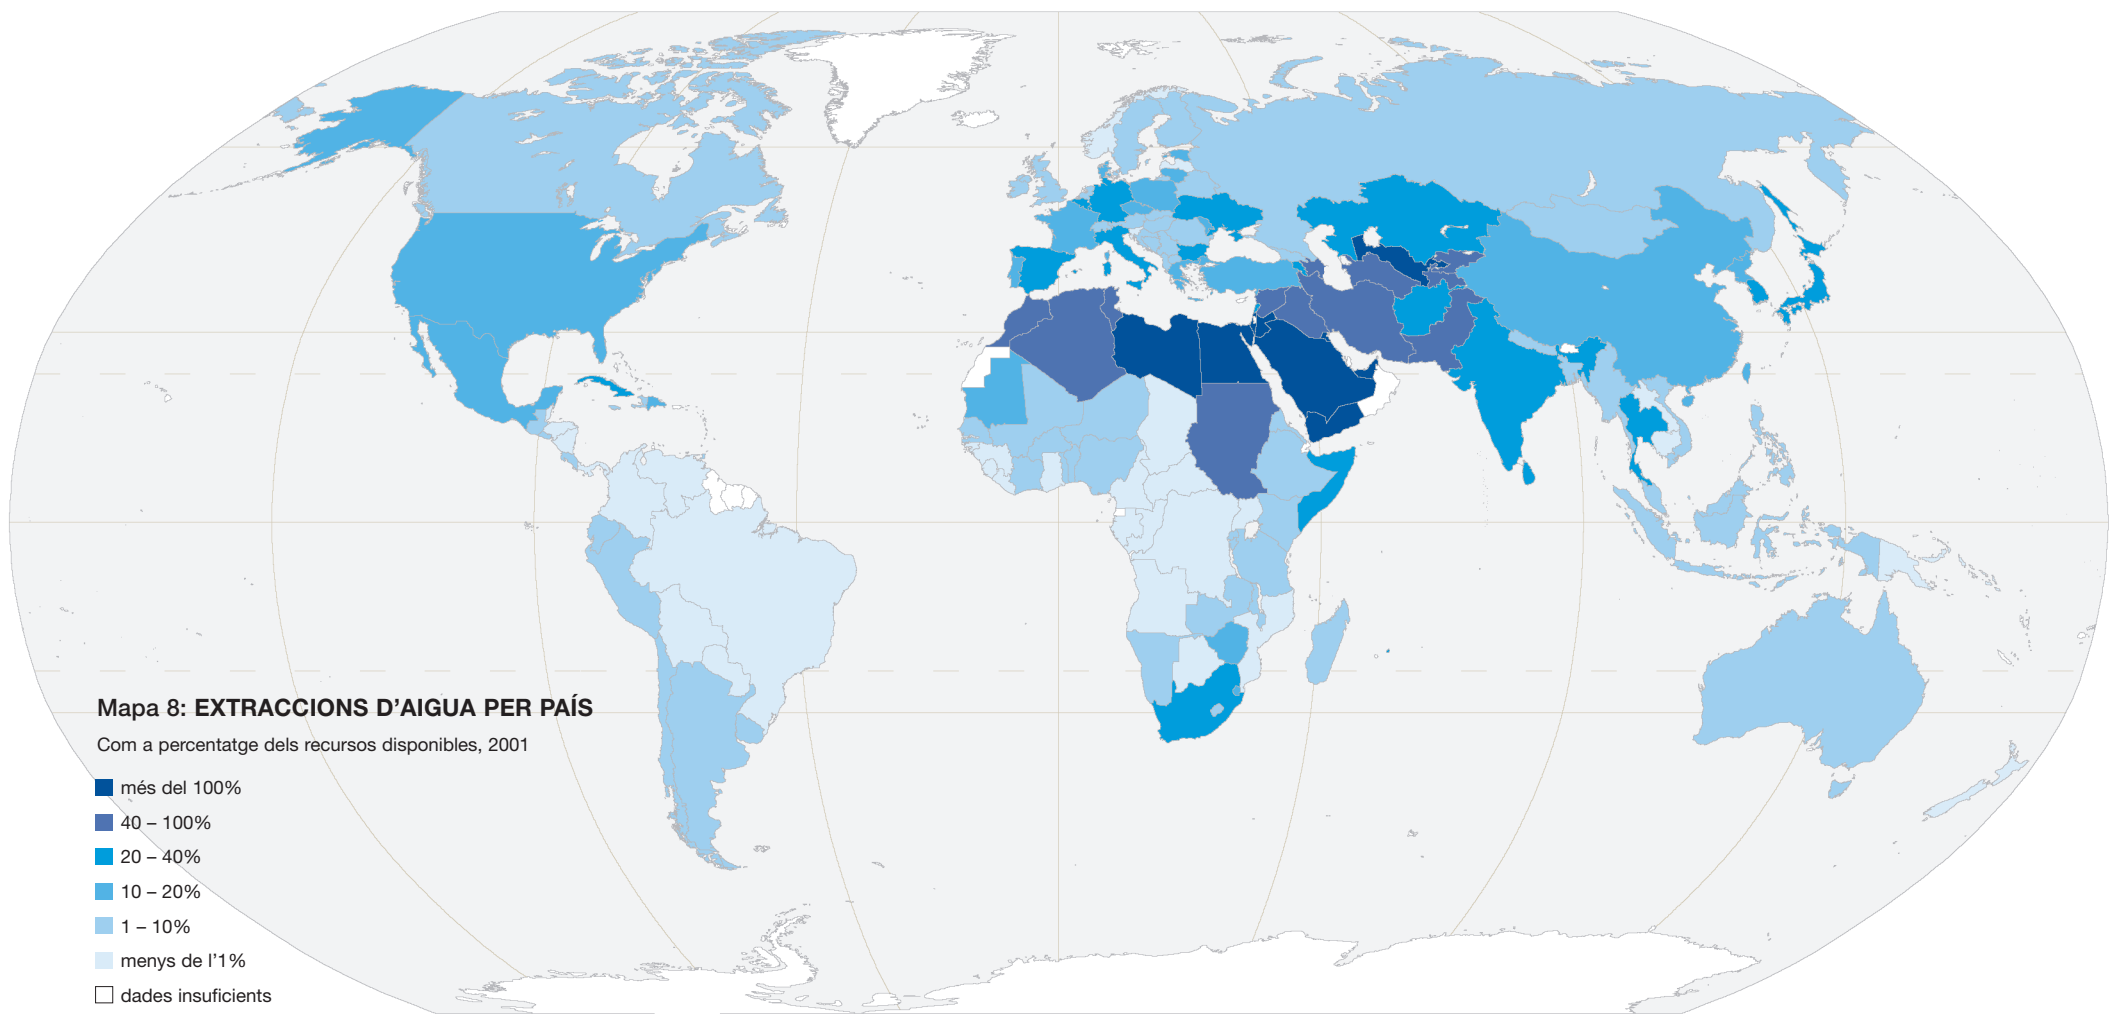 Mapa 8: EXTRACCIONS D'AIGUA PER PAÍS
Com a percentatge dels recursos disponibles, 2001
més del 100%
40 – 100%
20 – 40%
10 – 20%
1 – 10%
menys de l'1%
dades insuficients